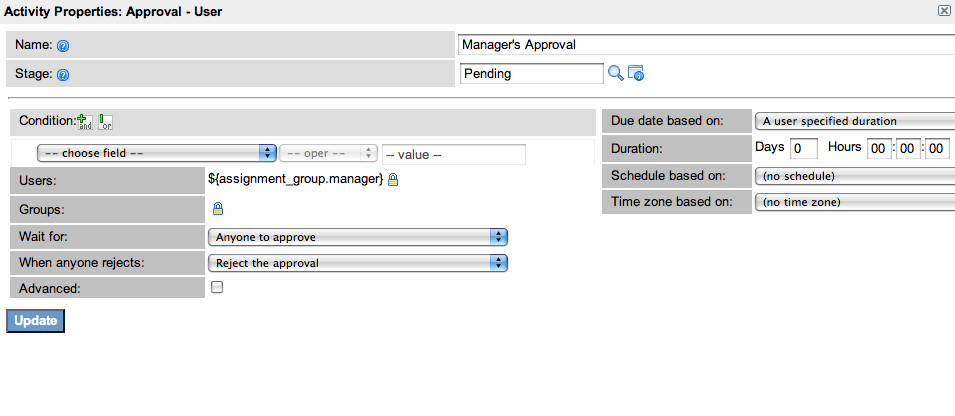 Activity Properties: Approval - User
Name:
Manager's Approval
Stage:
Pending
Condition: and or
-- choose field -- -- oper -- -- value --
Users: ${assignment_group.manager}
Groups:
Wait for: Anyone to approve
When anyone rejects: Reject the approval
Advanced:
Update
Due date based on: A user specified duration
Duration: Days 0 Hours 00 : 00 : 00
Schedule based on: (no schedule)
Time zone based on: (no time zone)